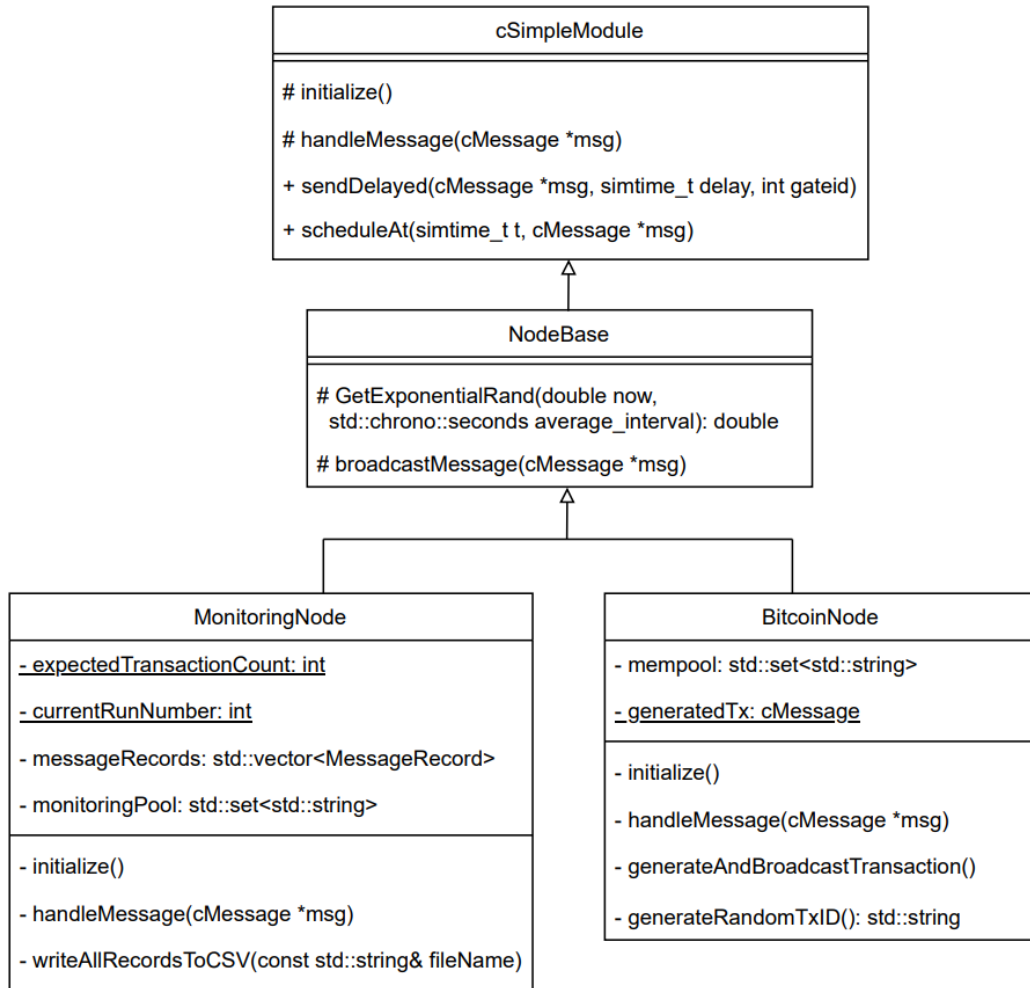 cSimpleModule
# initialize()
# handleMessage(cMessage *msg)
+ sendDelayed(cMessage *msg, simtime_t delay, int gateid)
+ scheduleAt(simtime_t t, cMessage *msg)
NodeBase
# GetExponentialRand(double now,
std::chrono::seconds average_interval): double
# broadcastMessage(cMessage *msg)
MonitoringNode
- expectedTransactionCount: int
- currentRunNumber: int
- messageRecords: std::vector<MessageRecord>
- monitoringPool: std::set<std::string>
- initialize()
- handleMessage(cMessage *msg)
- writeAllRecordsToCSV(const std::string& fileName)
BitcoinNode
- mempool: std::set<std::string>
- generatedTx: cMessage
- initialize()
- handleMessage(cMessage *msg)
- generateAndBroadcastTransaction()
- generateRandomTxID(): std::string